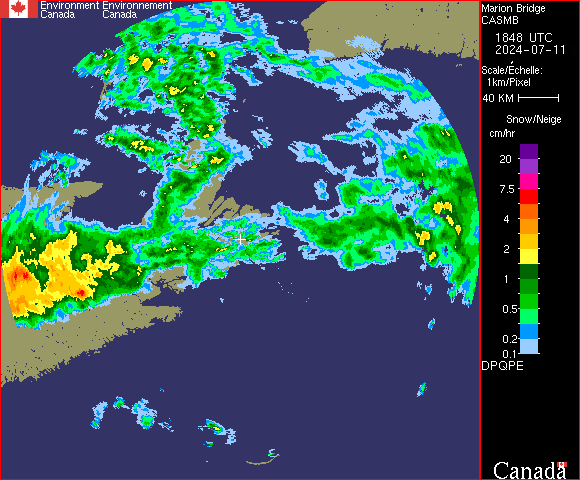 Environment Environnement
Canada Canada
Marion Bridge
CASMB
1848 UTC
2024-07-11
Scale/Echelle:
1km/Pixel
40 KM
Snow/Neige
cm/hr
20
7.5
4
2
1
0.5
0.2
0.1
DPQPE
Canada